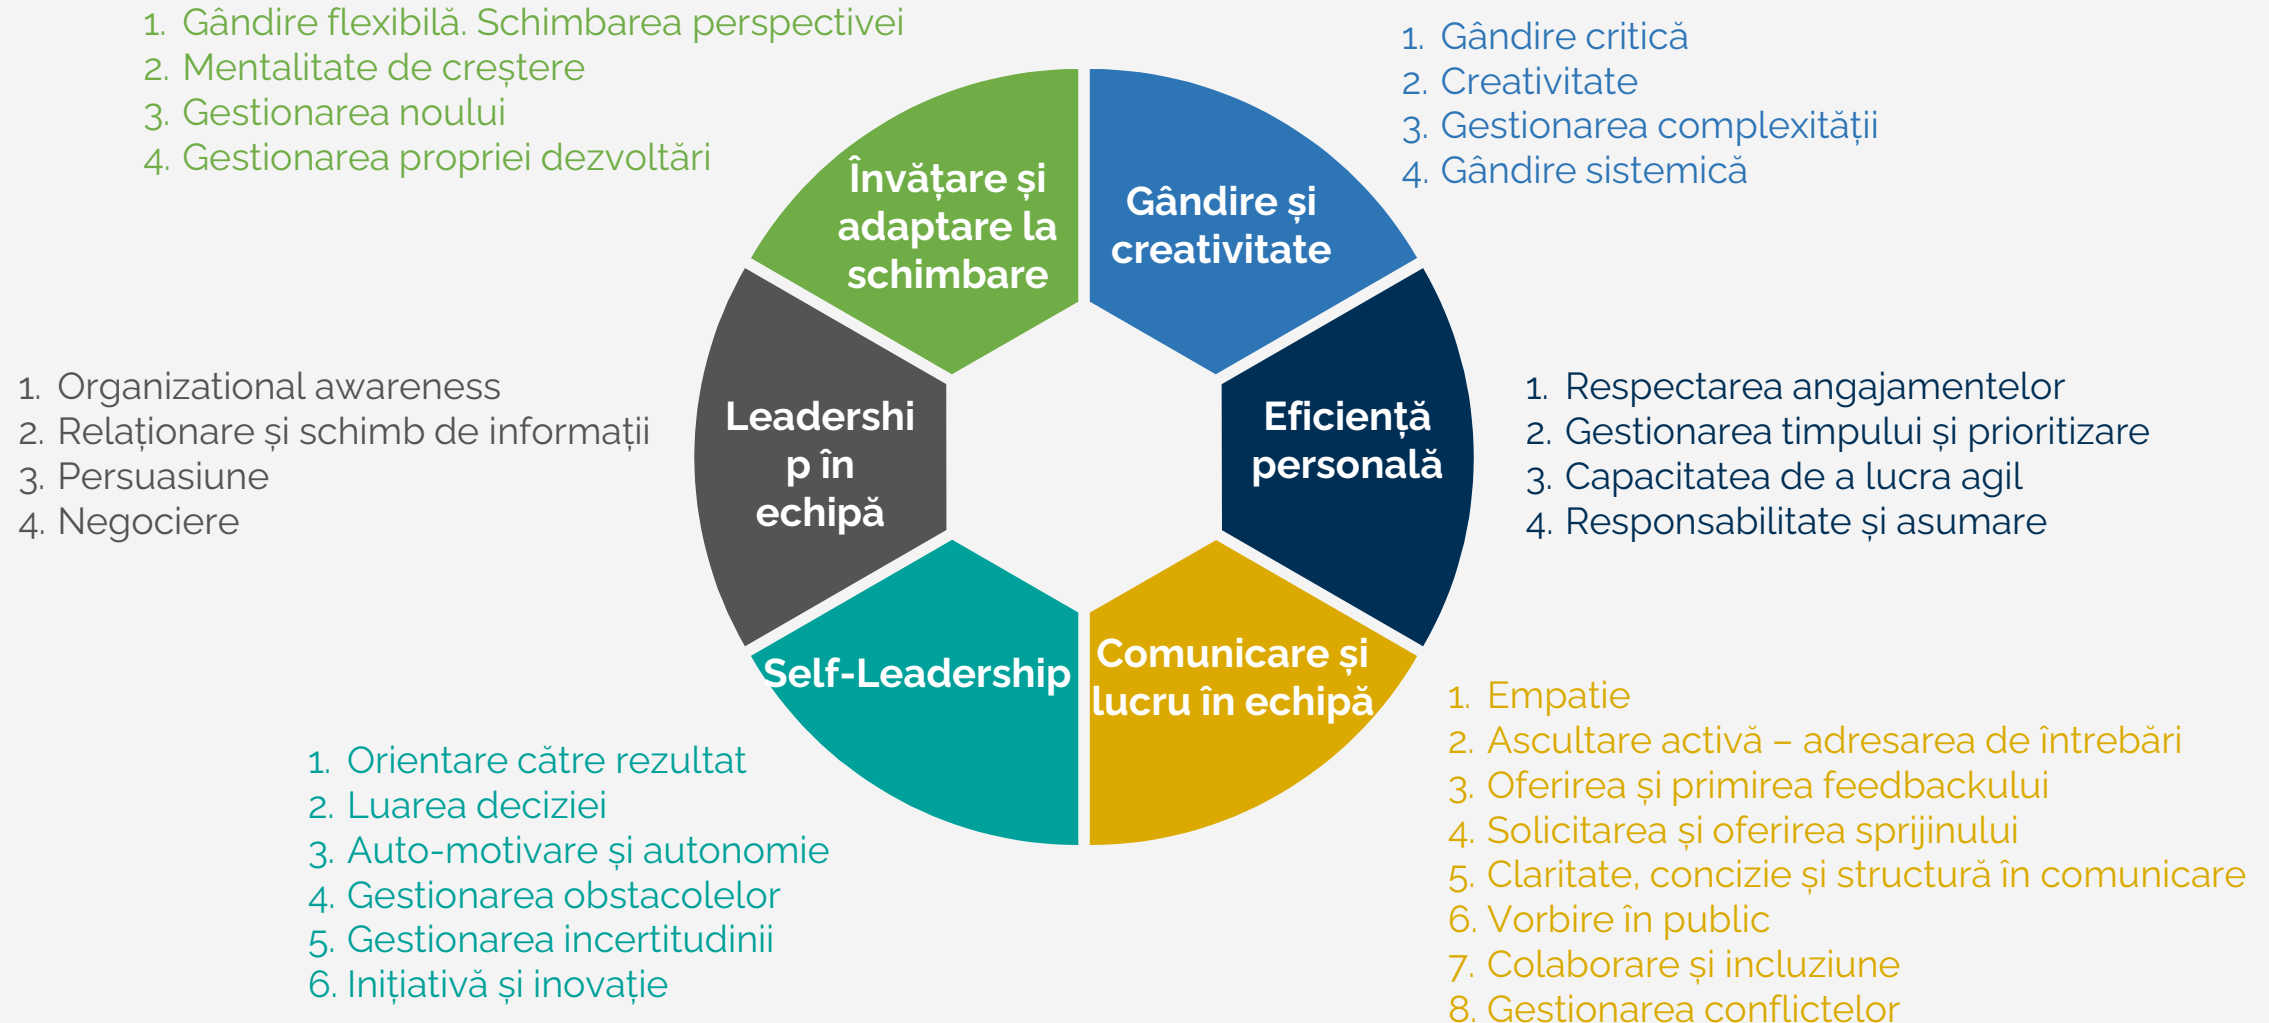 1. Gândire flexibilă. Schimbarea perspectivei
2. Mentalitate de creștere
3. Gestionarea noului
4. Gestionarea propriei dezvoltări
1. Gândire critică
2. Creativitate
3. Gestionarea complexității
4. Gândire sistemică
Învățare și
adaptare la
schimbare
Gândire și
creativitate
1. Organizational awareness
2. Relaționare și schimb de informații
3. Persuasiune
4. Negociere
Leadershi
p în
echipă
Eficiență
personală
1. Respectarea angajamentelor
2. Gestionarea timpului și prioritizare
3. Capacitatea de a lucra agil
4. Responsabilitate și asumare
Self-Leadership
Comunicare și
lucru în echipă
1. Orientare către rezultat
2. Luarea deciziei
3. Auto-motivare și autonomie
4. Gestionarea obstacolelor
5. Gestionarea incertitudinii
6. Inițiativă și inovație
1. Empatie
2. Ascultare activă – adresarea de întrebări
3. Oferirea și primirea feedbackului
4. Solicitarea și oferirea sprijinului
5. Claritate, concizie și structură în comunicare
6. Vorbire în public
7. Colaborare și incluziune
8. Gestionarea conflictelor